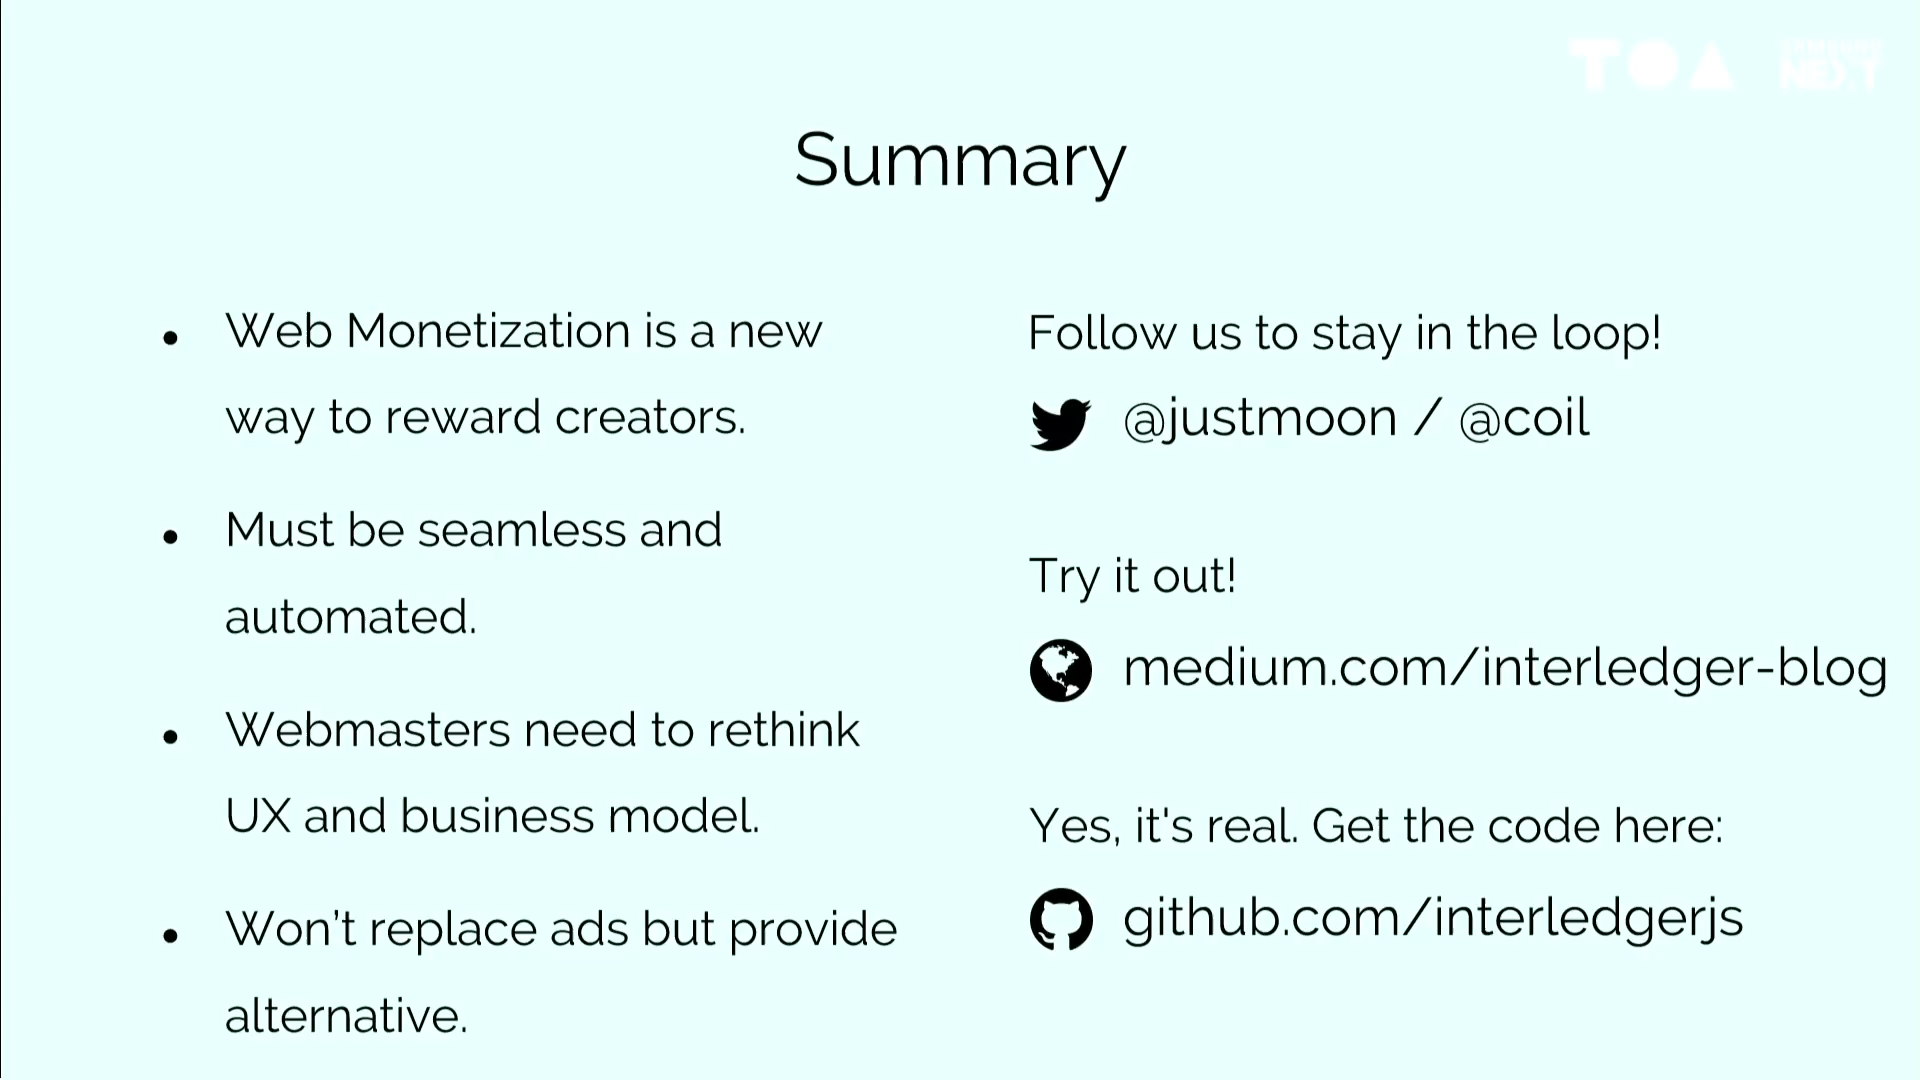 TOA
NEXT
Summary
• Web Monetization is a new
way to reward creators.
• Must be seamless and
automated.
• Webmasters need to rethink
UX and business model.
• Won’t replace ads but provide
alternative.
Follow us to stay in the loop!
@justmoon / @coil
Try it out!
medium.com/interledger-blog
Yes, it's real. Get the code here:
github.com/interledgerjs